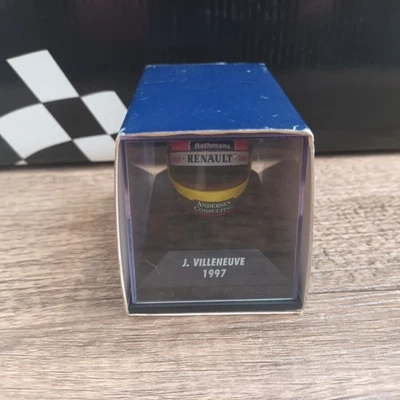 Rothmans
RENAULT
ANDERSEN
CONSULTING
J. VILLENEUVE
1997